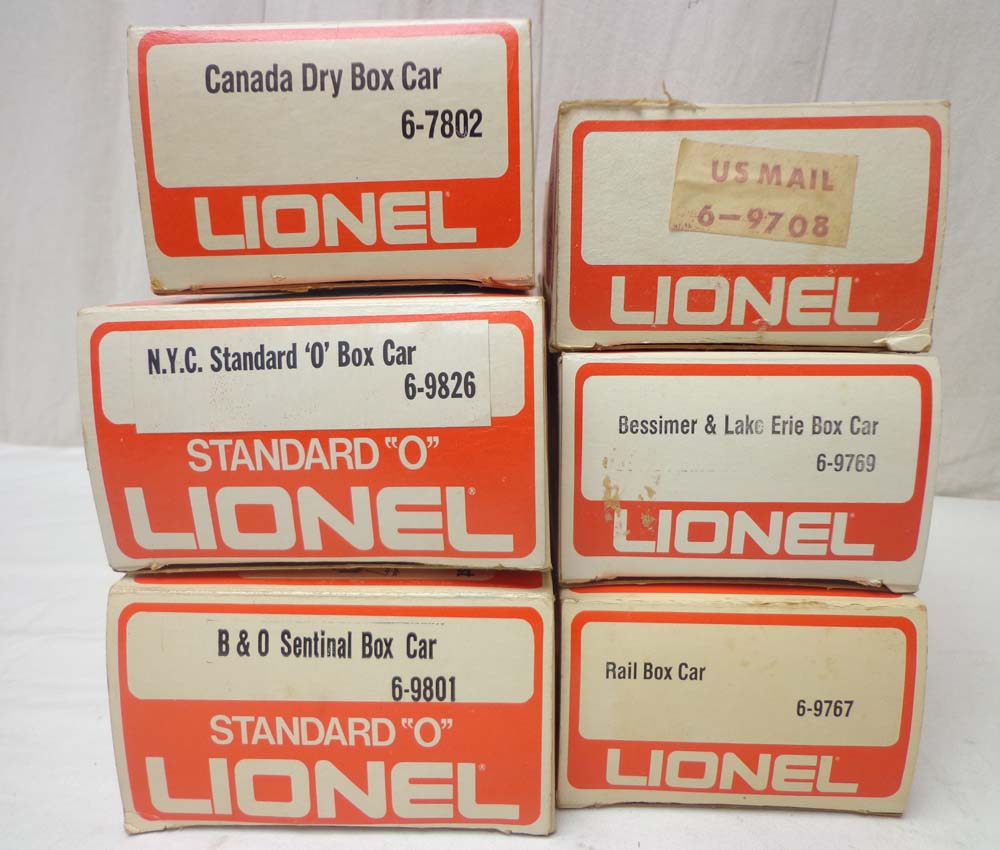 Canada Dry Box Car
6-7802
LIONEL
N.Y.C. Standard 'O' Box Car
6-9826
STANDARD "O"
LIONEL
B & O Sentinal Box Car
6-9801
STANDARD "O"
LIONEL
US MAIL
6-9708
LIONEL
Bessimer & Lake Erie Box Car
6-9769
LIONEL
Rail Box Car
6-9767
LIONEL